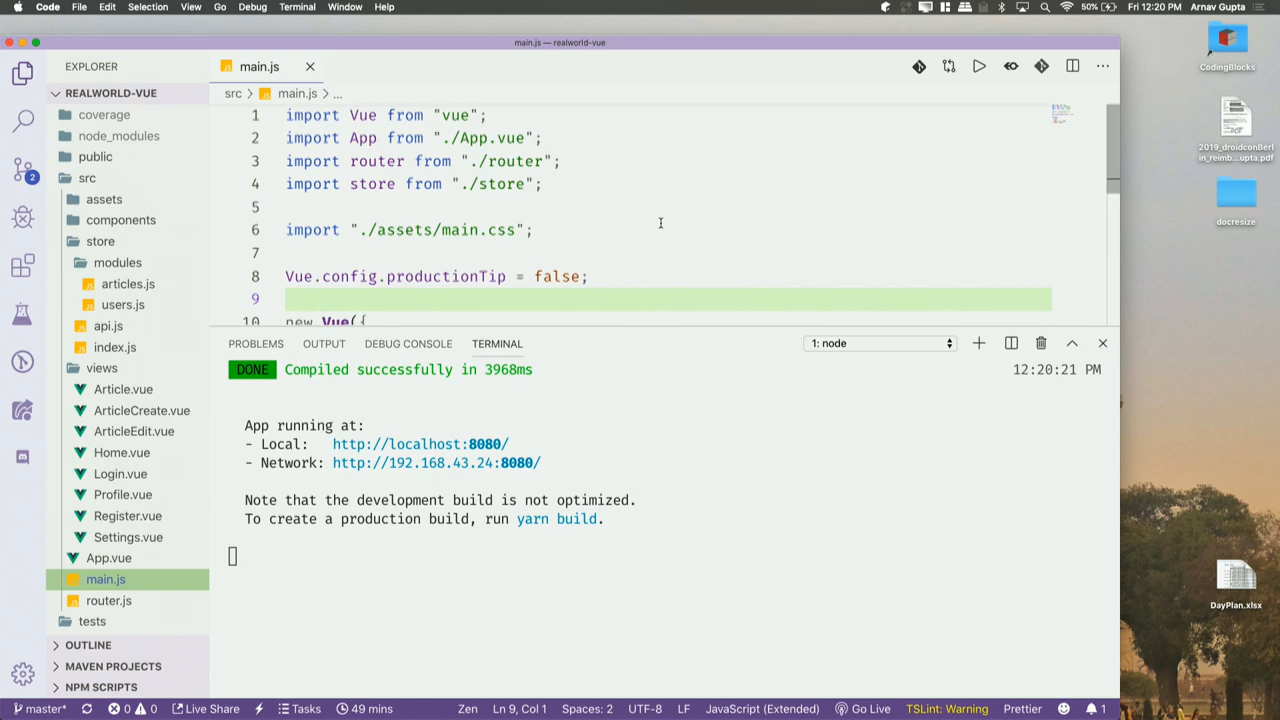 Code File Edit Selection View Go Debug Terminal Window Help 50% Fri 12:20 PM Arnav Gupta
main.js — realworld-vue
EXPLORER
REALWORLD-VUE
coverage
node_modules
public
src
assets
components
store
modules
articles.js
users.js
api.js
index.js
views
Article.vue
ArticleCreate.vue
ArticleEdit.vue
Home.vue
Login.vue
Profile.vue
Register.vue
Settings.vue
App.vue
main.js
router.js
tests
OUTLINE
MAVEN PROJECTS
NPM SCRIPTS
2
main.js
src > main.js > ...
1 import Vue from "vue";
2 import App from "./App.vue";
3 import router from "./router";
4 import store from "./store";
5
6 import "./assets/main.css";
7
8 Vue.config.productionTip = false;
9
10 new Vue({
PROBLEMS OUTPUT DEBUG CONSOLE TERMINAL 1: node
DONE Compiled successfully in 3968ms 12:20:21 PM
App running at:
- Local: http://localhost:8080/
- Network: http://192.168.43.24:8080/
Note that the development build is not optimized.
To create a production build, run yarn build.
master* 0 0 Live Share Tasks 49 mins Zen Ln 9, Col 1 Spaces: 2 UTF-8 LF JavaScript (Extended) Go Live TSLint: Warning Prettier 1
CodingBlocks
2019_droidconBerl
in_reimb...upta.pdf
docresize
DayPlan.xlsx